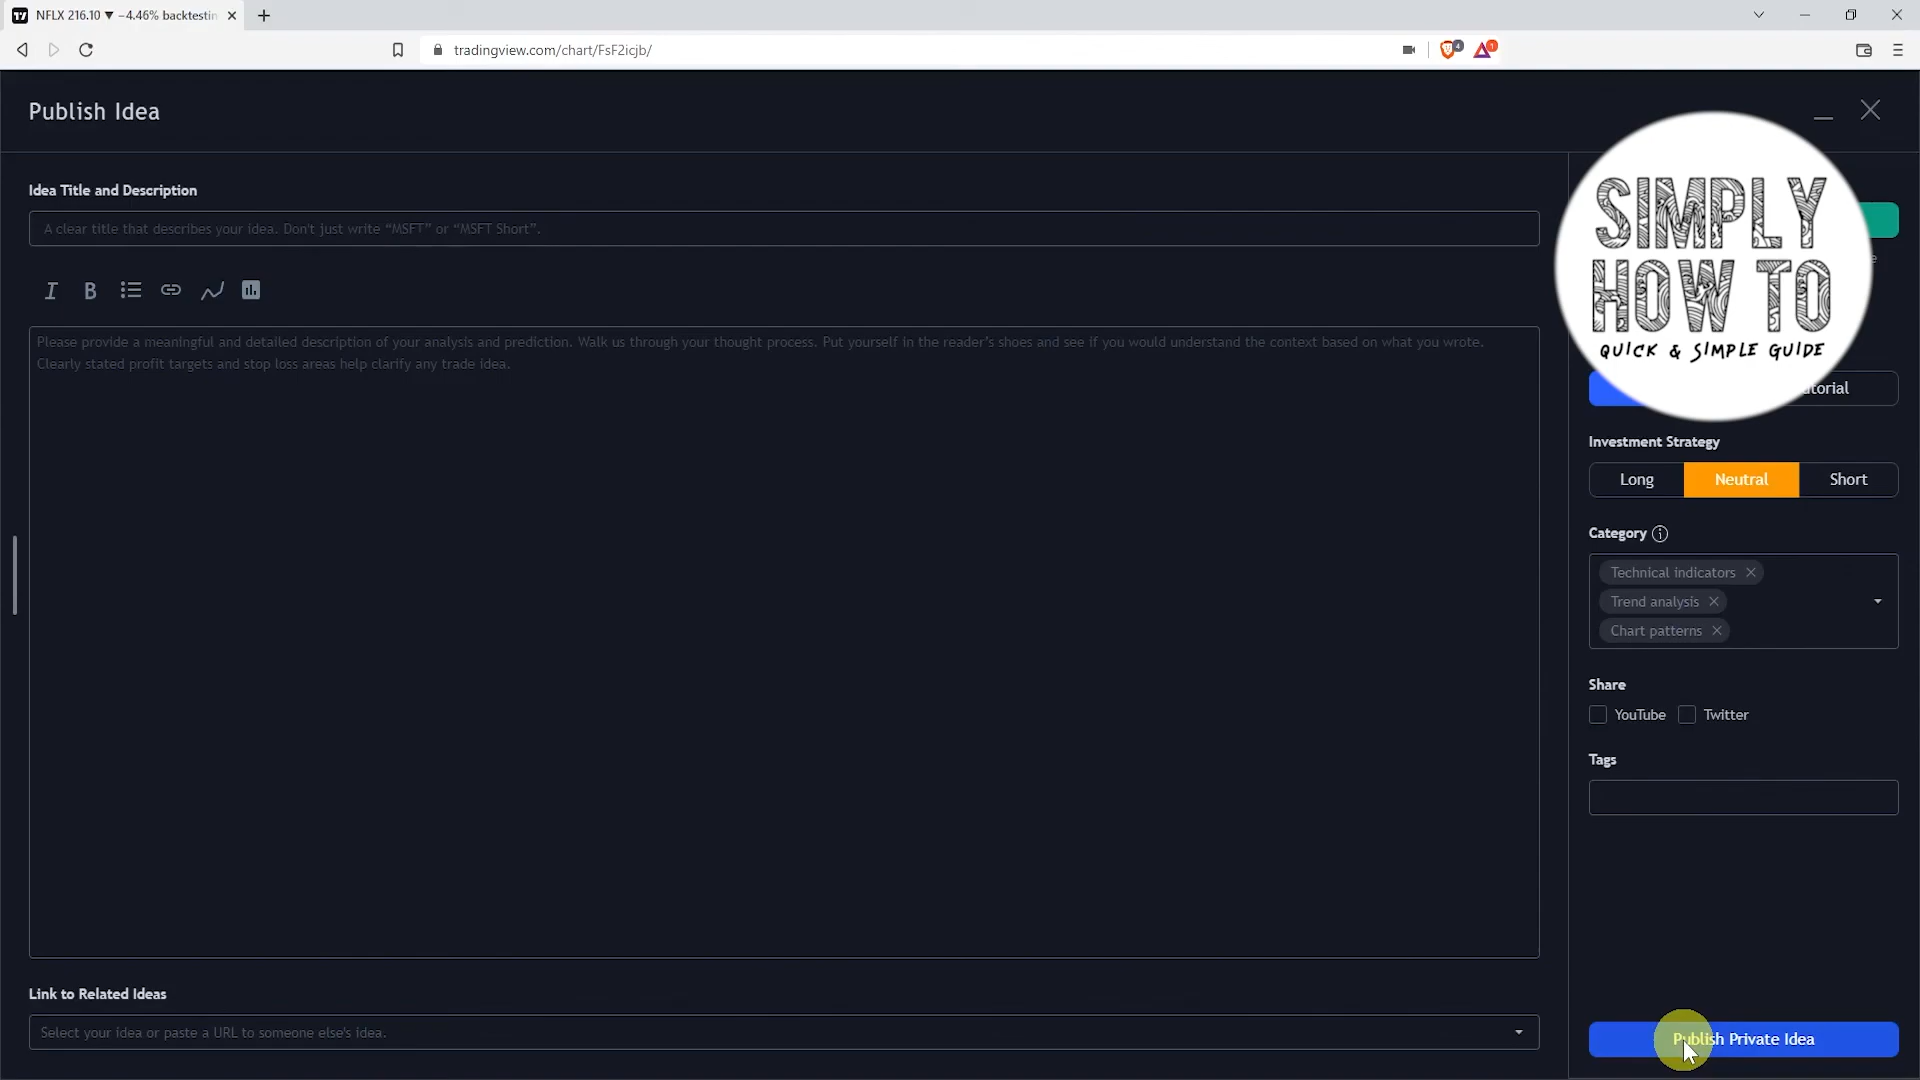 NFLX 216.10 ▼ −4.46% backtestin
tradingview.com/chart/FsF2icjb/
4
1
Publish Idea
Idea Title and Description
A clear title that describes your idea. Don't just write “MSFT” or “MSFT Short”.
I B
Please provide a meaningful and detailed description of your analysis and prediction. Walk us through your thought process. Put yourself in the reader’s shoes and see if you would understand the context based on what you wrote.
Clearly stated profit targets and stop loss areas help clarify any trade idea.
Link to Related Ideas
Select your idea or paste a URL to someone else's idea.
SIMPLY
HOW TO
QUICK & SIMPLE GUIDE
torial
Investment Strategy
Long Neutral Short
Category
Technical indicators
Trend analysis
Chart patterns
Share
YouTube Twitter
Tags
Publish Private Idea